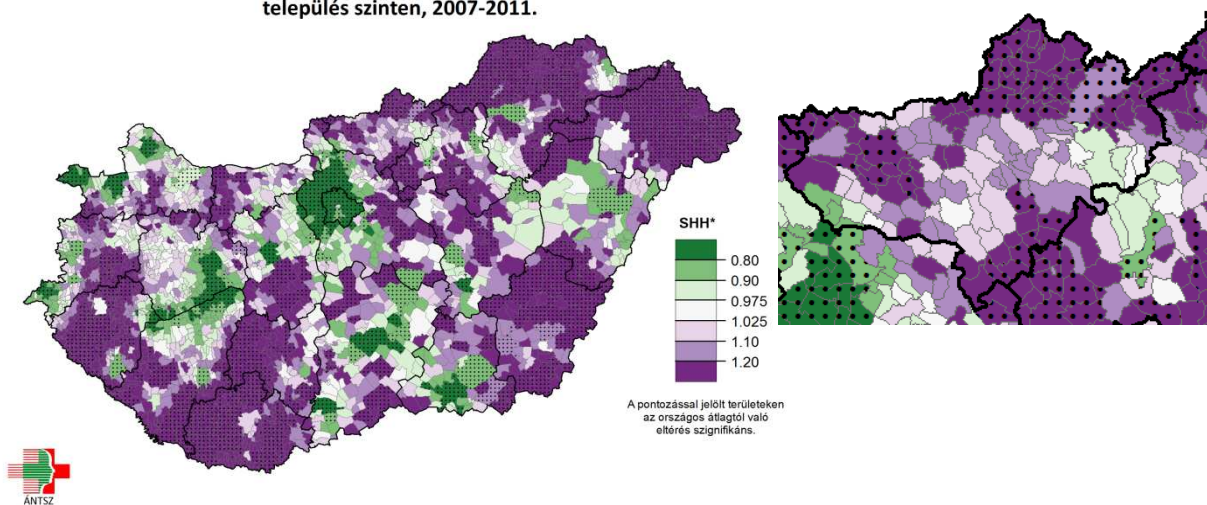 település szinten, 2007-2011.
SHH*
0.80
0.90
0.975
1.025
1.10
1.20
A pontozással jelölt területeken
az országos átlagtól való
eltérés szignifikáns.
ÁNTSZ